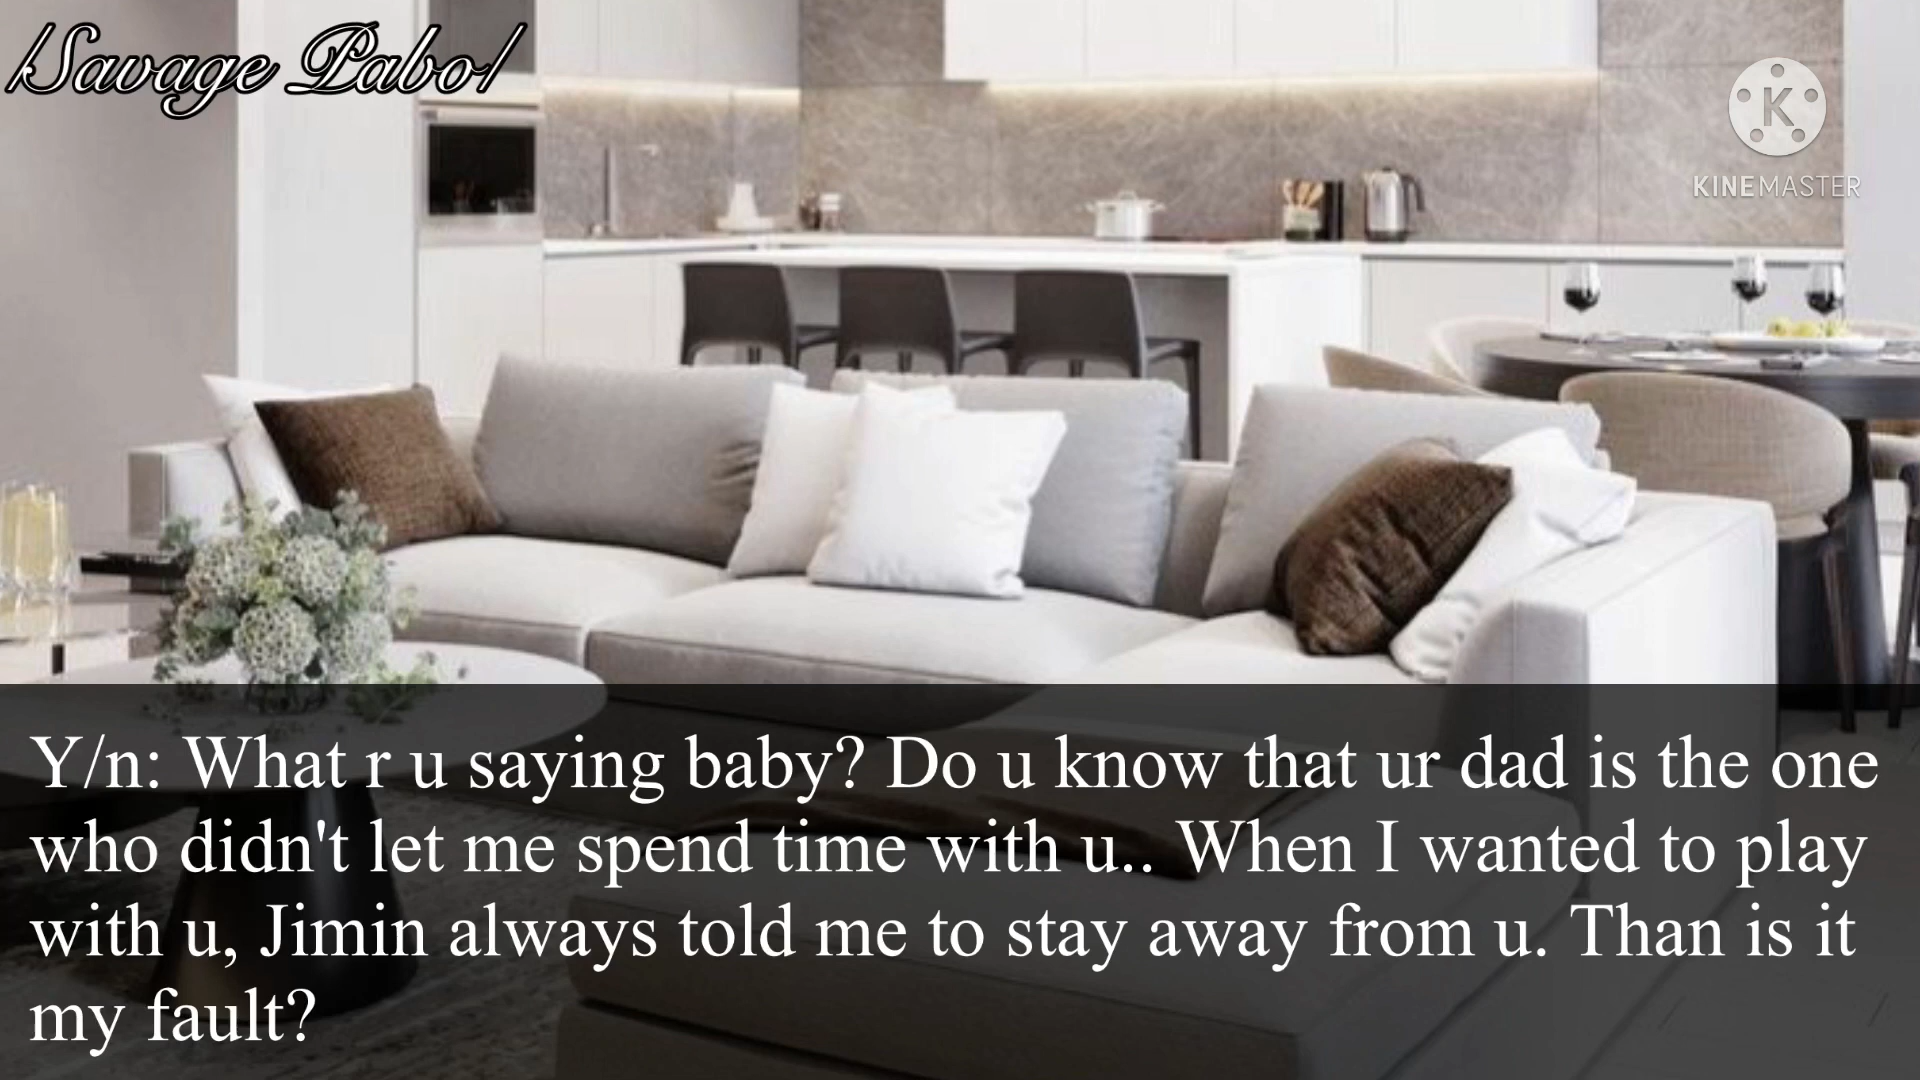 /Savage Pabo/
K
KINEMASTER
Y/n: What r u saying baby? Do u know that ur dad is the one
who didn't let me spend time with u.. When I wanted to play
with u, Jimin always told me to stay away from u. Than is it
my fault?